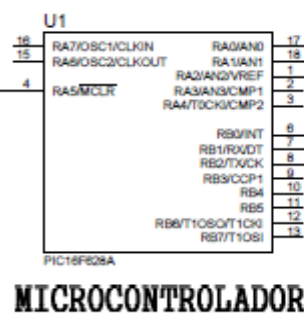 U1
16 RA7/OSC1/CLKIN RA0/AN0 17
15 RA6/OSC2/CLKOUT RA1/AN1 18
RA2/AN2/VREF 1
4 RA5/MCLR RA3/AN3/CMP1 2
RA4/T0CKI/CMP2 3
RB0/INT 6
RB1/RX/DT 7
RB2/TX/CK 8
RB3/CCP1 9
RB4 10
RB5 11
RB6/T1OSO/T1CKI 12
RB7/T1OSI 13
PIC16F628A
MICROCONTROLADOR